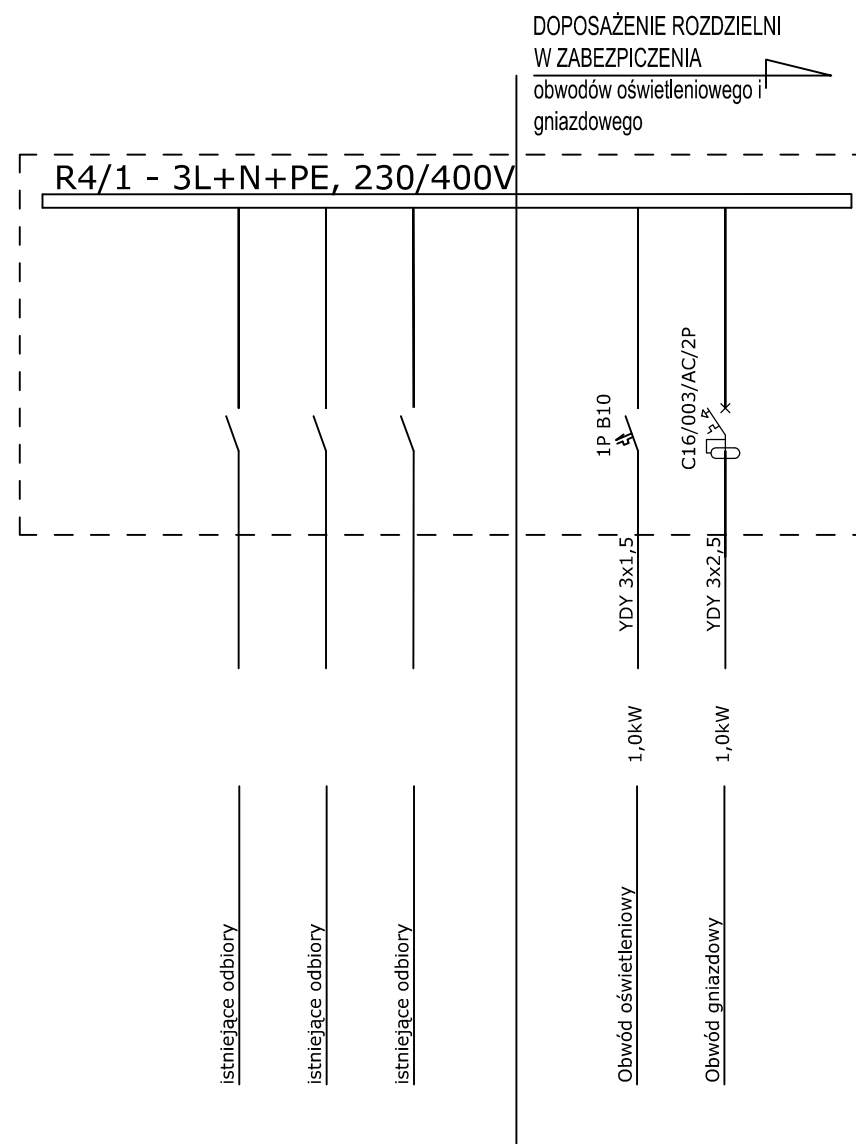 DOPOSAŻENIE ROZDZIELNI
W ZABEZPICZENIA
obwodów oświetleniowego i
gniazdowego
R4/1 - 3L+N+PE, 230/400V
1P B10
C16/003/AC/2P
YDY 3x1,5
YDY 3x2,5
1,0kW
1,0kW
istniejące odbiory
istniejące odbiory
istniejące odbiory
Obwód oświetleniowy
Obwód gniazdowy